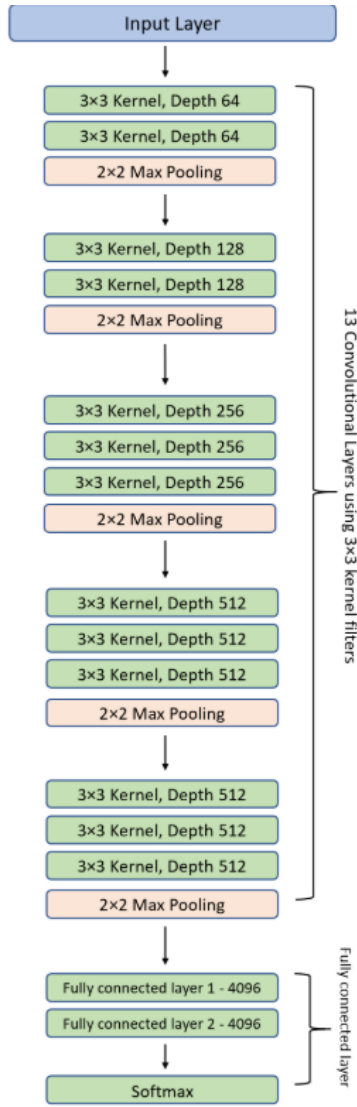 Input Layer
3×3 Kernel, Depth 64
3×3 Kernel, Depth 64
2×2 Max Pooling
3×3 Kernel, Depth 128
3×3 Kernel, Depth 128
2×2 Max Pooling
3×3 Kernel, Depth 256
3×3 Kernel, Depth 256
3×3 Kernel, Depth 256
2×2 Max Pooling
3×3 Kernel, Depth 512
3×3 Kernel, Depth 512
3×3 Kernel, Depth 512
2×2 Max Pooling
3×3 Kernel, Depth 512
3×3 Kernel, Depth 512
3×3 Kernel, Depth 512
2×2 Max Pooling
13 Convolutional Layers using 3×3 kernel filters
Fully connected layer 1 - 4096
Fully connected layer 2 - 4096
Softmax
Fully connected
layer